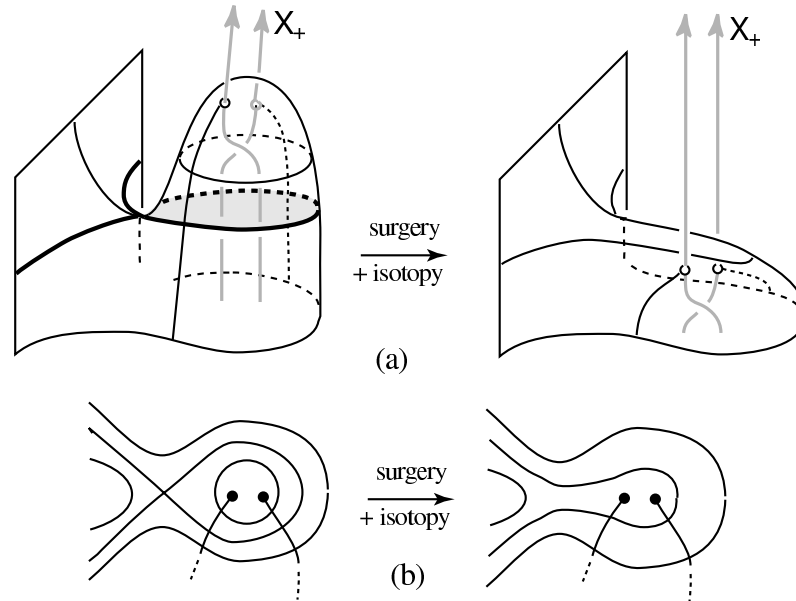 X₊
X₊
surgery
+ isotopy
(a)
surgery
+ isotopy
(b)